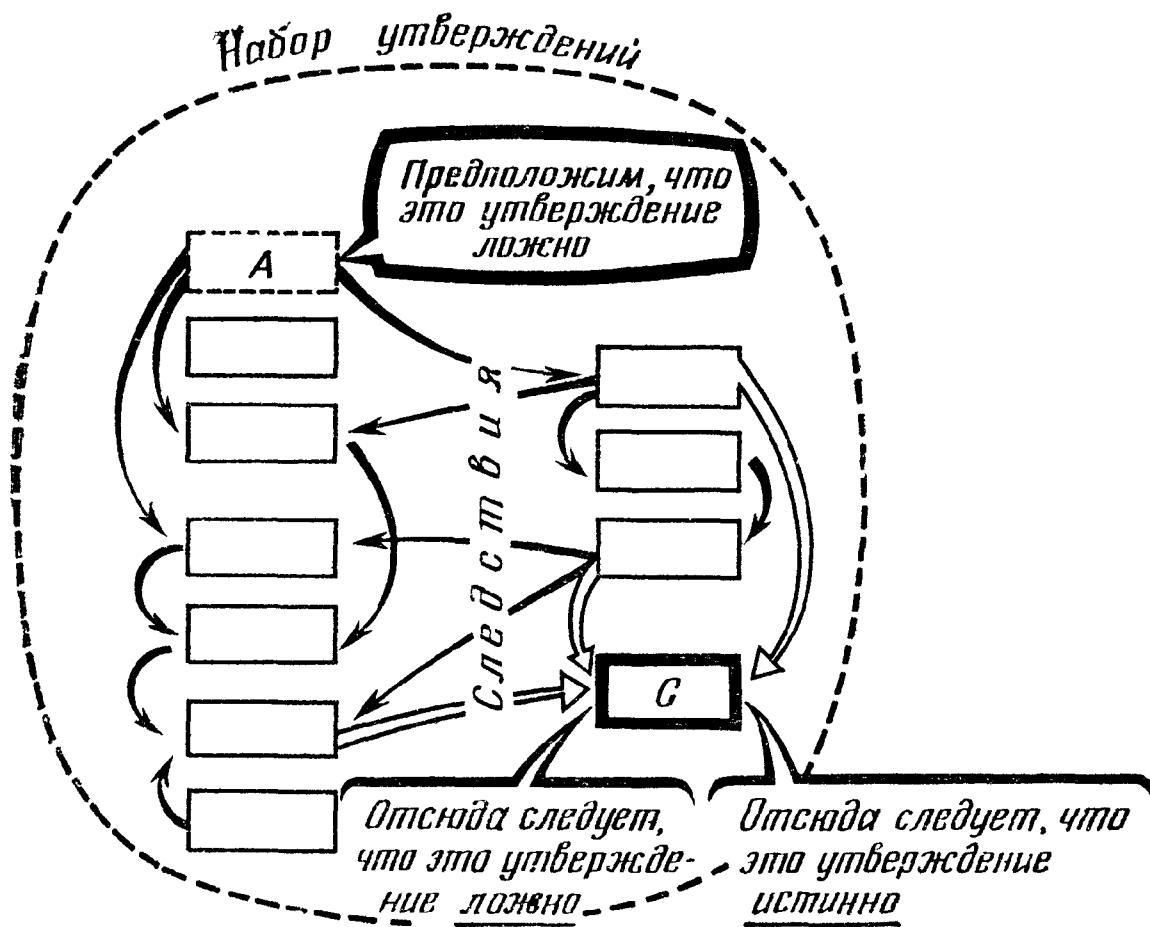 Набор утверждений
Предположим, что
это утверждение
ложно
А
Следствия
С
Отсюда следует,
что это утвержде-
ние ложно
Отсюда следует, что
это утверждение
истинно